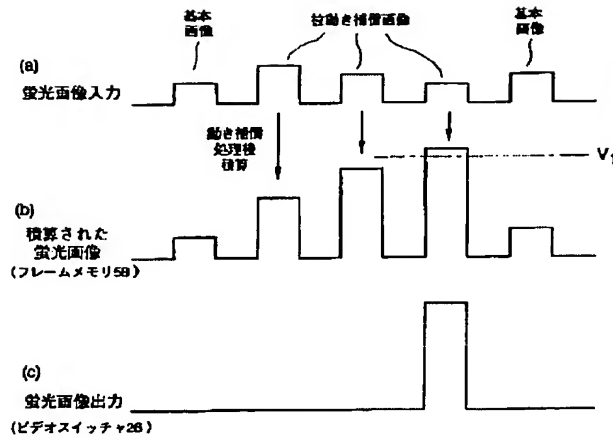 基本
画像
被動き補償画像
基本
画像
(a)
蛍光画像入力
動き補償
処理後
積算
V₁
(b)
積算された
蛍光画像
(フレームメモリ58)
(c)
蛍光画像出力
(ビデオスイッチャ26)